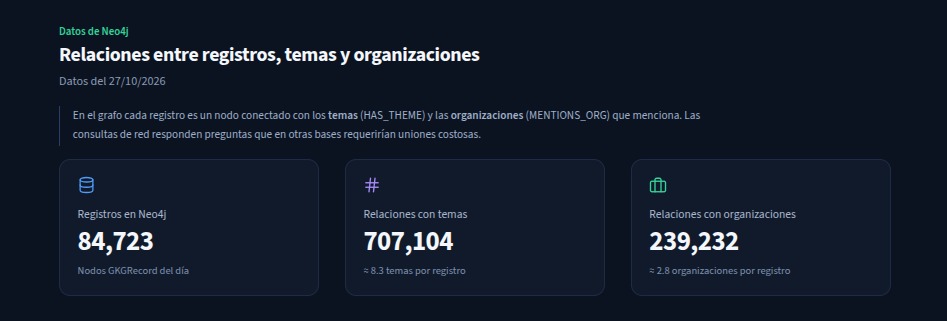 Datos de Neo4j
Relaciones entre registros, temas y organizaciones
Datos del 27/10/2026
En el grafo cada registro es un nodo conectado con los temas (HAS_THEME) y las organizaciones (MENTIONS_ORG) que menciona. Las
consultas de red responden preguntas que en otras bases requerirían uniones costosas.
Registros en Neo4j
84,723
Nodos GKGRecord del día
Relaciones con temas
707,104
≈ 8.3 temas por registro
Relaciones con organizaciones
239,232
≈ 2.8 organizaciones por registro